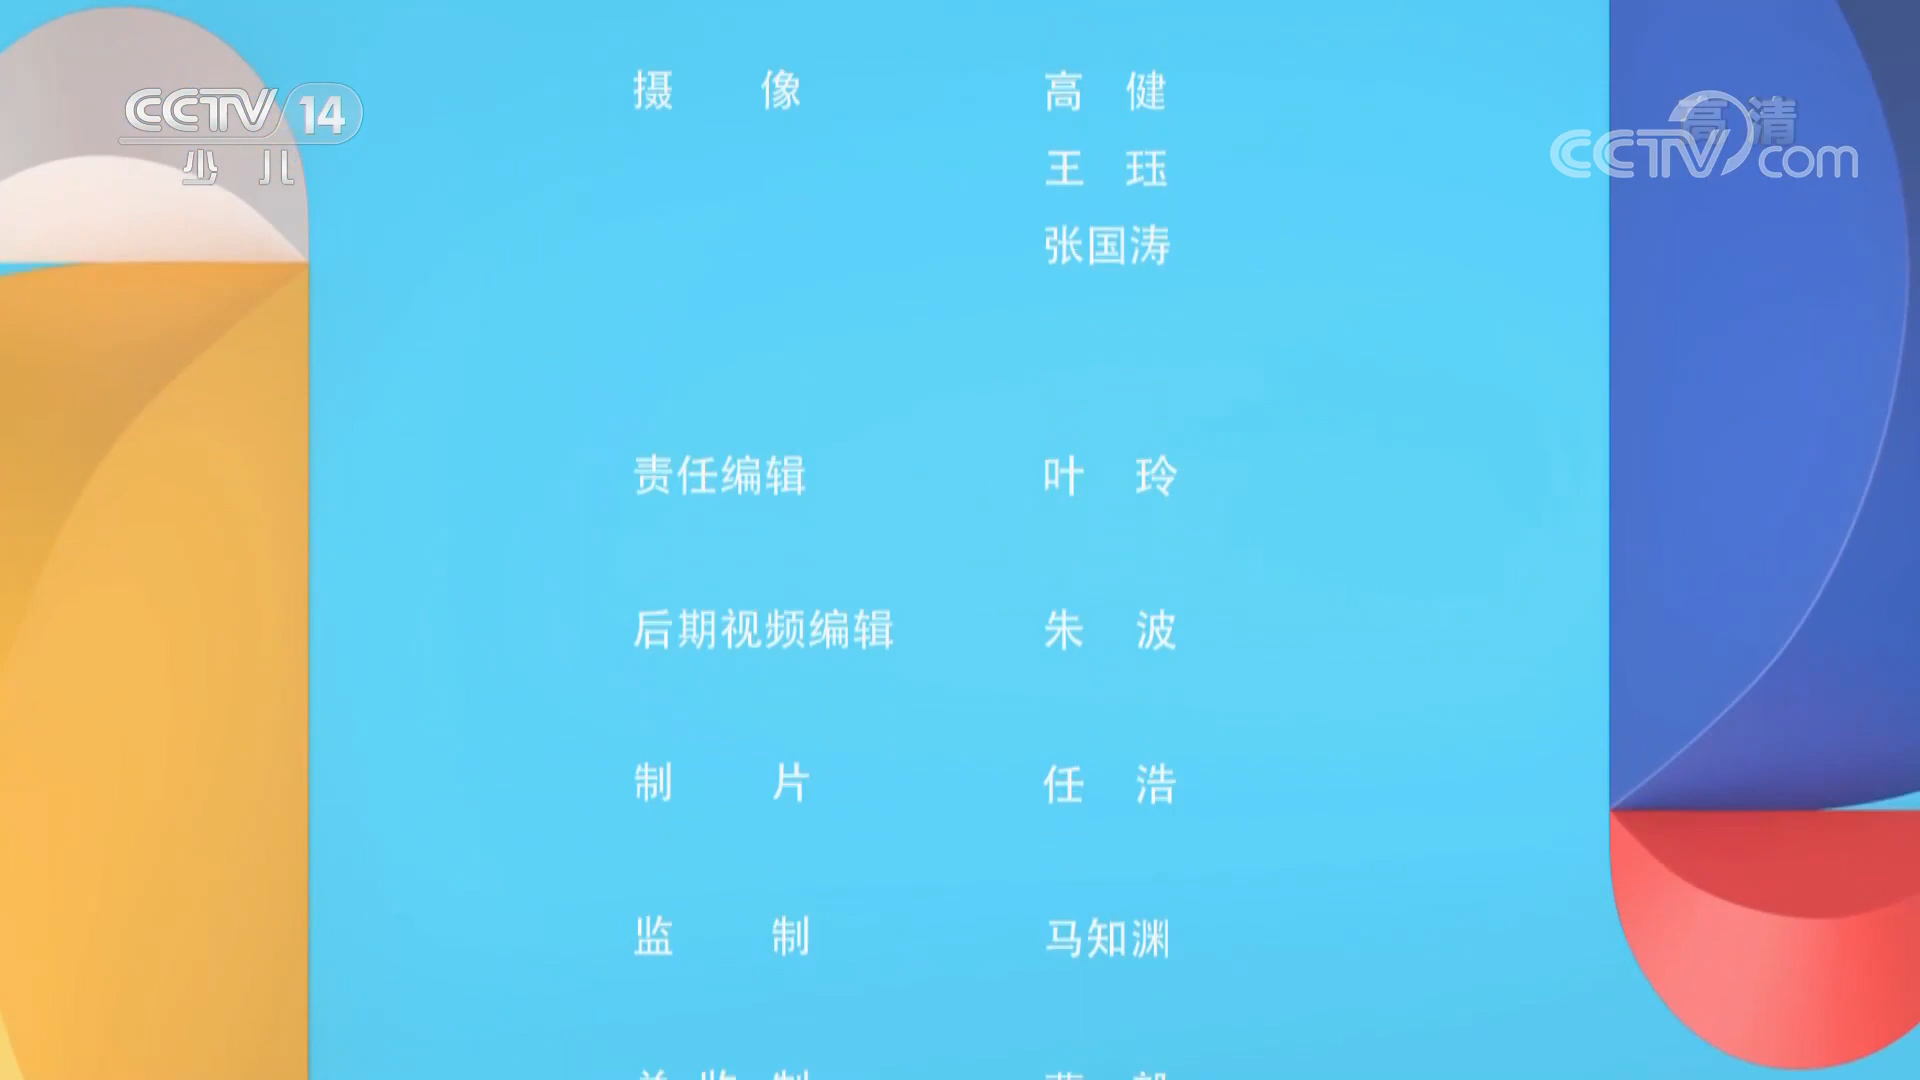 CCTV 14
少儿
高清
CCTV com
摄 像 高 健
王 珏
张国涛
责任编辑 叶 玲
后期视频编辑 朱 波
制 片 任 浩
监 制 马知渊